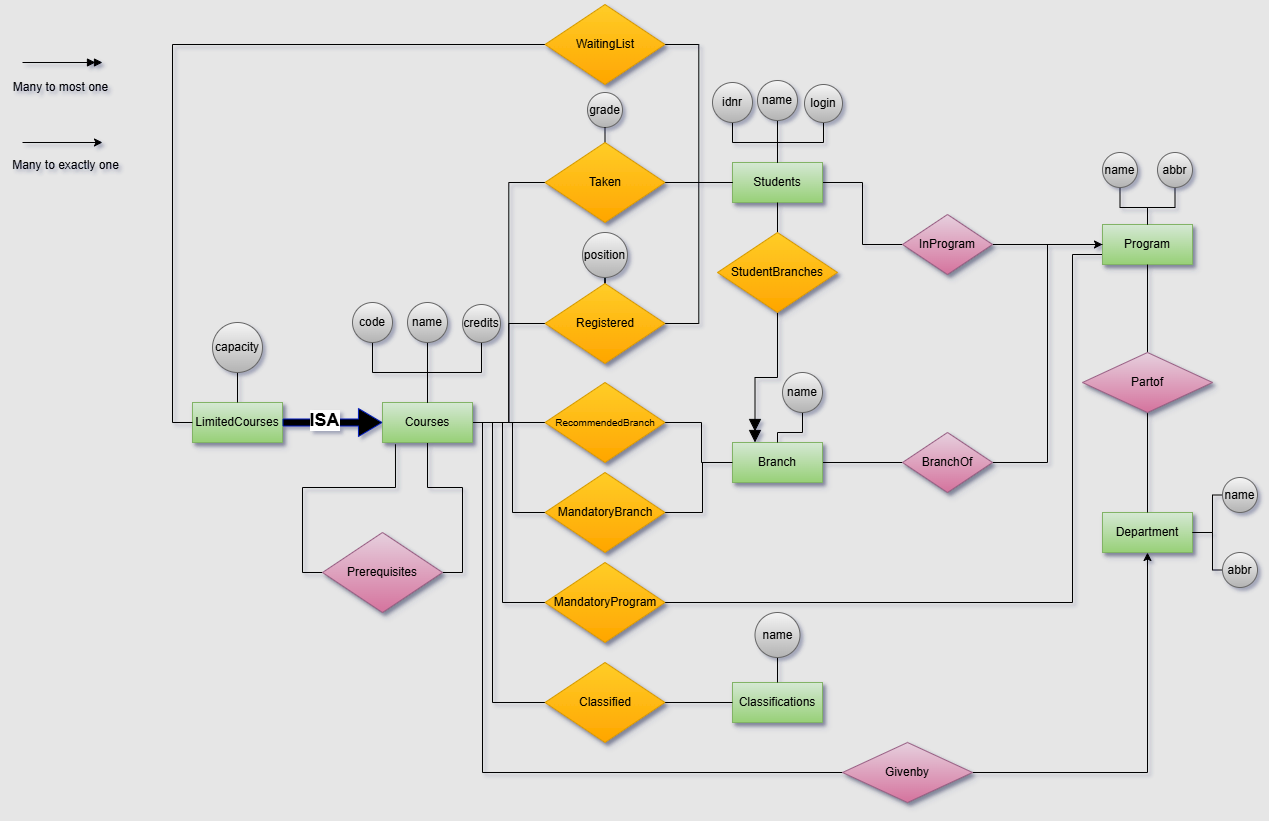 WaitingList
Many to most one
grade
idnr
name
login
Many to exactly one
Taken
Students
name
abbr
position
InProgram
Program
StudentBranches
code
name
credits
Registered
capacity
Partof
name
LimitedCourses
ISA
Courses
RecommendedBranch
Branch
BranchOf
name
MandatoryBranch
Department
Prerequisites
abbr
MandatoryProgram
name
Classified
Classifications
Givenby